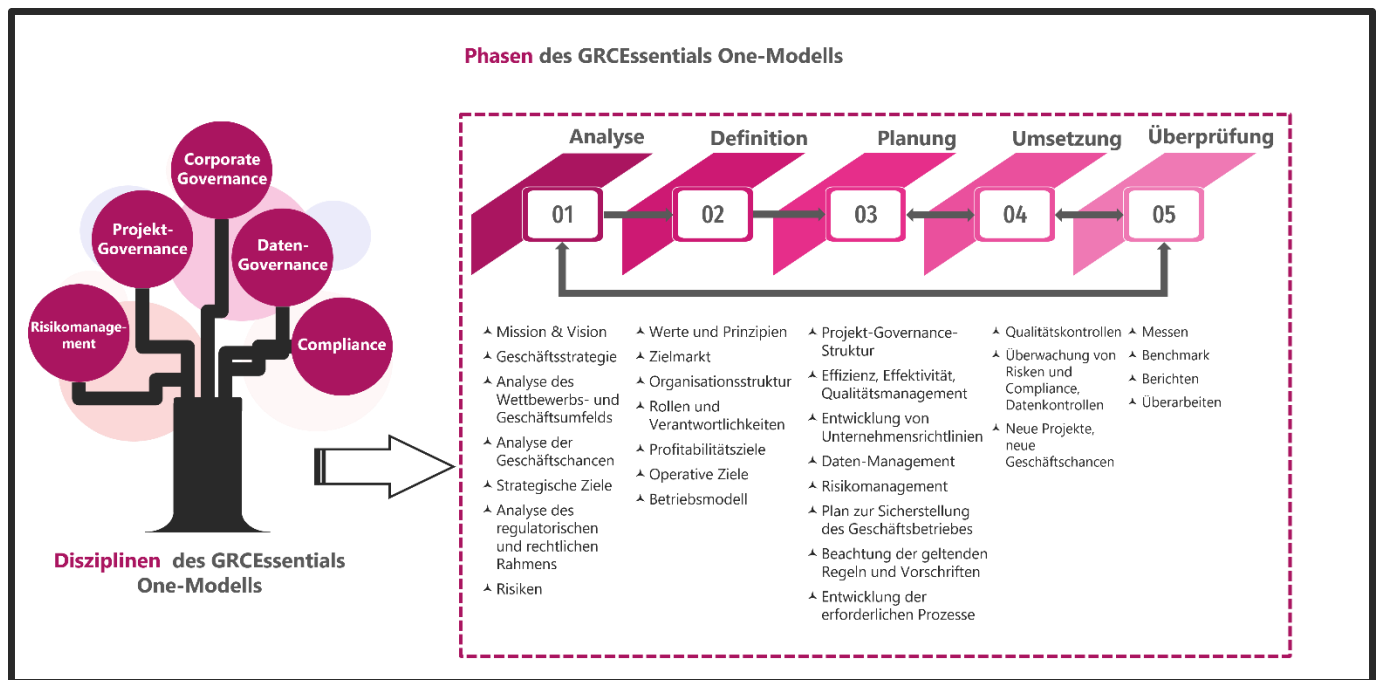 Phasen des GRCEssentials One-Modells
Corporate
Governance
Projekt-
Governance
Daten-
Governance
Risikomanage-
ment
Compliance
Disziplinen des GRCEssentials
One-Modells
Analyse
Definition
Planung
Umsetzung
Überprüfung
01
02
03
04
05
Mission & Vision
Geschäftsstrategie
Analyse des
Wettbewerbs- und
Geschäftsumfelds
Analyse der
Geschäftschancen
Strategische Ziele
Analyse des
regulatorischen
und rechtlichen
Rahmens
Risiken
Werte und Prinzipien
Zielmarkt
Organisationsstruktur
Rollen und
Verantwortlichkeiten
Profitabilitätsziele
Operative Ziele
Betriebsmodell
Projekt-Governance-
Struktur
Effizienz, Effektivität,
Qualitätsmanagement
Entwicklung von
Unternehmensrichtlinien
Daten-Management
Risikomanagement
Plan zur Sicherstellung
des Geschäftsbetriebes
Beachtung der geltenden
Regeln und Vorschriften
Entwicklung der
erforderlichen Prozesse
Qualitätskontrollen
Überwachung von
Risken und
Compliance,
Datenkontrollen
Neue Projekte,
neue
Geschäftschancen
Messen
Benchmark
Berichten
Überarbeiten